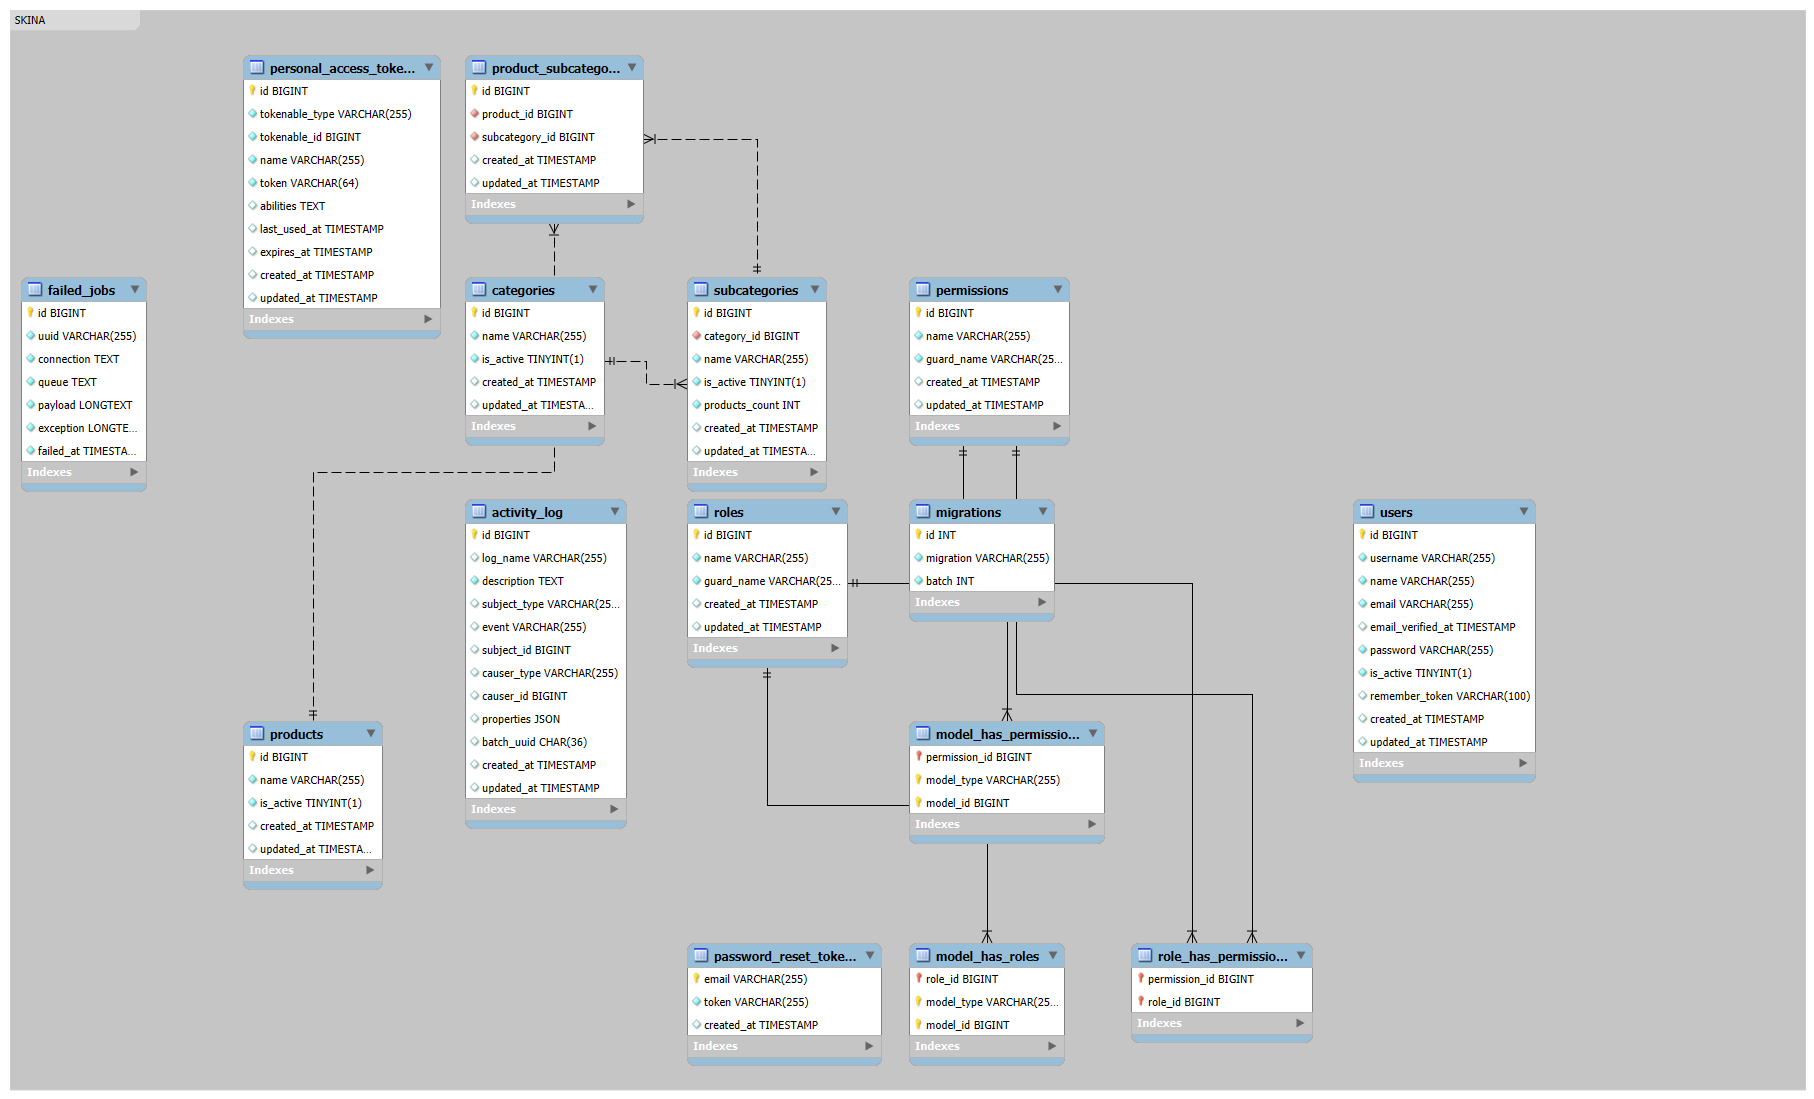 SKINA
personal_access_toke...
id BIGINT
tokenable_type VARCHAR(255)
tokenable_id BIGINT
name VARCHAR(255)
token VARCHAR(64)
abilities TEXT
last_used_at TIMESTAMP
expires_at TIMESTAMP
created_at TIMESTAMP
updated_at TIMESTAMP
Indexes
product_subcatego...
id BIGINT
product_id BIGINT
subcategory_id BIGINT
created_at TIMESTAMP
updated_at TIMESTAMP
Indexes
failed_jobs
id BIGINT
uuid VARCHAR(255)
connection TEXT
queue TEXT
payload LONGTEXT
exception LONGTE...
failed_at TIMESTA...
Indexes
categories
id BIGINT
name VARCHAR(255)
is_active TINYINT(1)
created_at TIMESTAMP
updated_at TIMESTA...
Indexes
subcategories
id BIGINT
category_id BIGINT
name VARCHAR(255)
is_active TINYINT(1)
products_count INT
created_at TIMESTAMP
updated_at TIMESTA...
Indexes
permissions
id BIGINT
name VARCHAR(255)
guard_name VARCHAR(25...
created_at TIMESTAMP
updated_at TIMESTAMP
Indexes
activity_log
id BIGINT
log_name VARCHAR(255)
description TEXT
subject_type VARCHAR(25...
event VARCHAR(255)
subject_id BIGINT
causer_type VARCHAR(255)
causer_id BIGINT
properties JSON
batch_uuid CHAR(36)
created_at TIMESTAMP
updated_at TIMESTAMP
Indexes
roles
id BIGINT
name VARCHAR(255)
guard_name VARCHAR(25...
created_at TIMESTAMP
updated_at TIMESTAMP
Indexes
migrations
id INT
migration VARCHAR(255)
batch INT
Indexes
users
id BIGINT
username VARCHAR(255)
name VARCHAR(255)
email VARCHAR(255)
email_verified_at TIMESTAMP
password VARCHAR(255)
is_active TINYINT(1)
remember_token VARCHAR(100)
created_at TIMESTAMP
updated_at TIMESTAMP
Indexes
products
id BIGINT
name VARCHAR(255)
is_active TINYINT(1)
created_at TIMESTAMP
updated_at TIMESTA...
Indexes
model_has_permissio...
permission_id BIGINT
model_type VARCHAR(255)
model_id BIGINT
Indexes
password_reset_toke...
email VARCHAR(255)
token VARCHAR(255)
created_at TIMESTAMP
Indexes
model_has_roles
role_id BIGINT
model_type VARCHAR(25...
model_id BIGINT
Indexes
role_has_permissio...
permission_id BIGINT
role_id BIGINT
Indexes